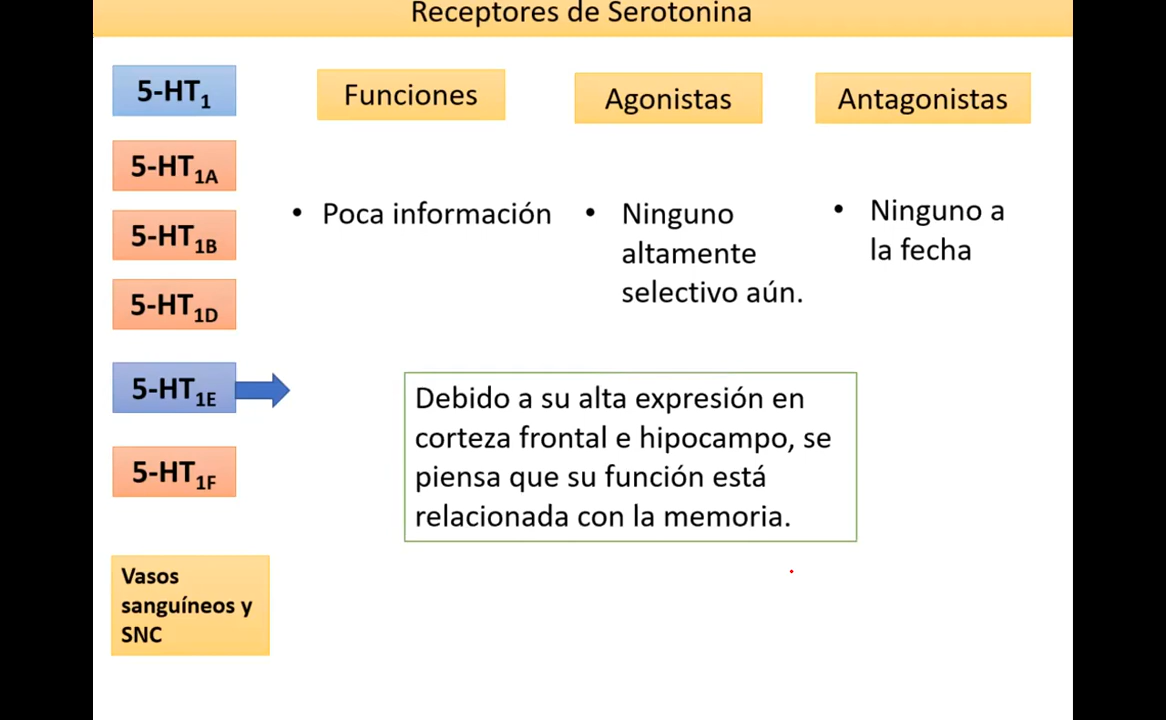 Receptores de Serotonina
5-HT1
Funciones
Agonistas
Antagonistas
5-HT1A
5-HT1B
5-HT1D
5-HT1E
5-HT1F
• Poca información
• Ninguno
altamente
selectivo aún.
• Ninguno a
la fecha
Debido a su alta expresión en
corteza frontal e hipocampo, se
piensa que su función está
relacionada con la memoria.
Vasos
sanguíneos y
SNC